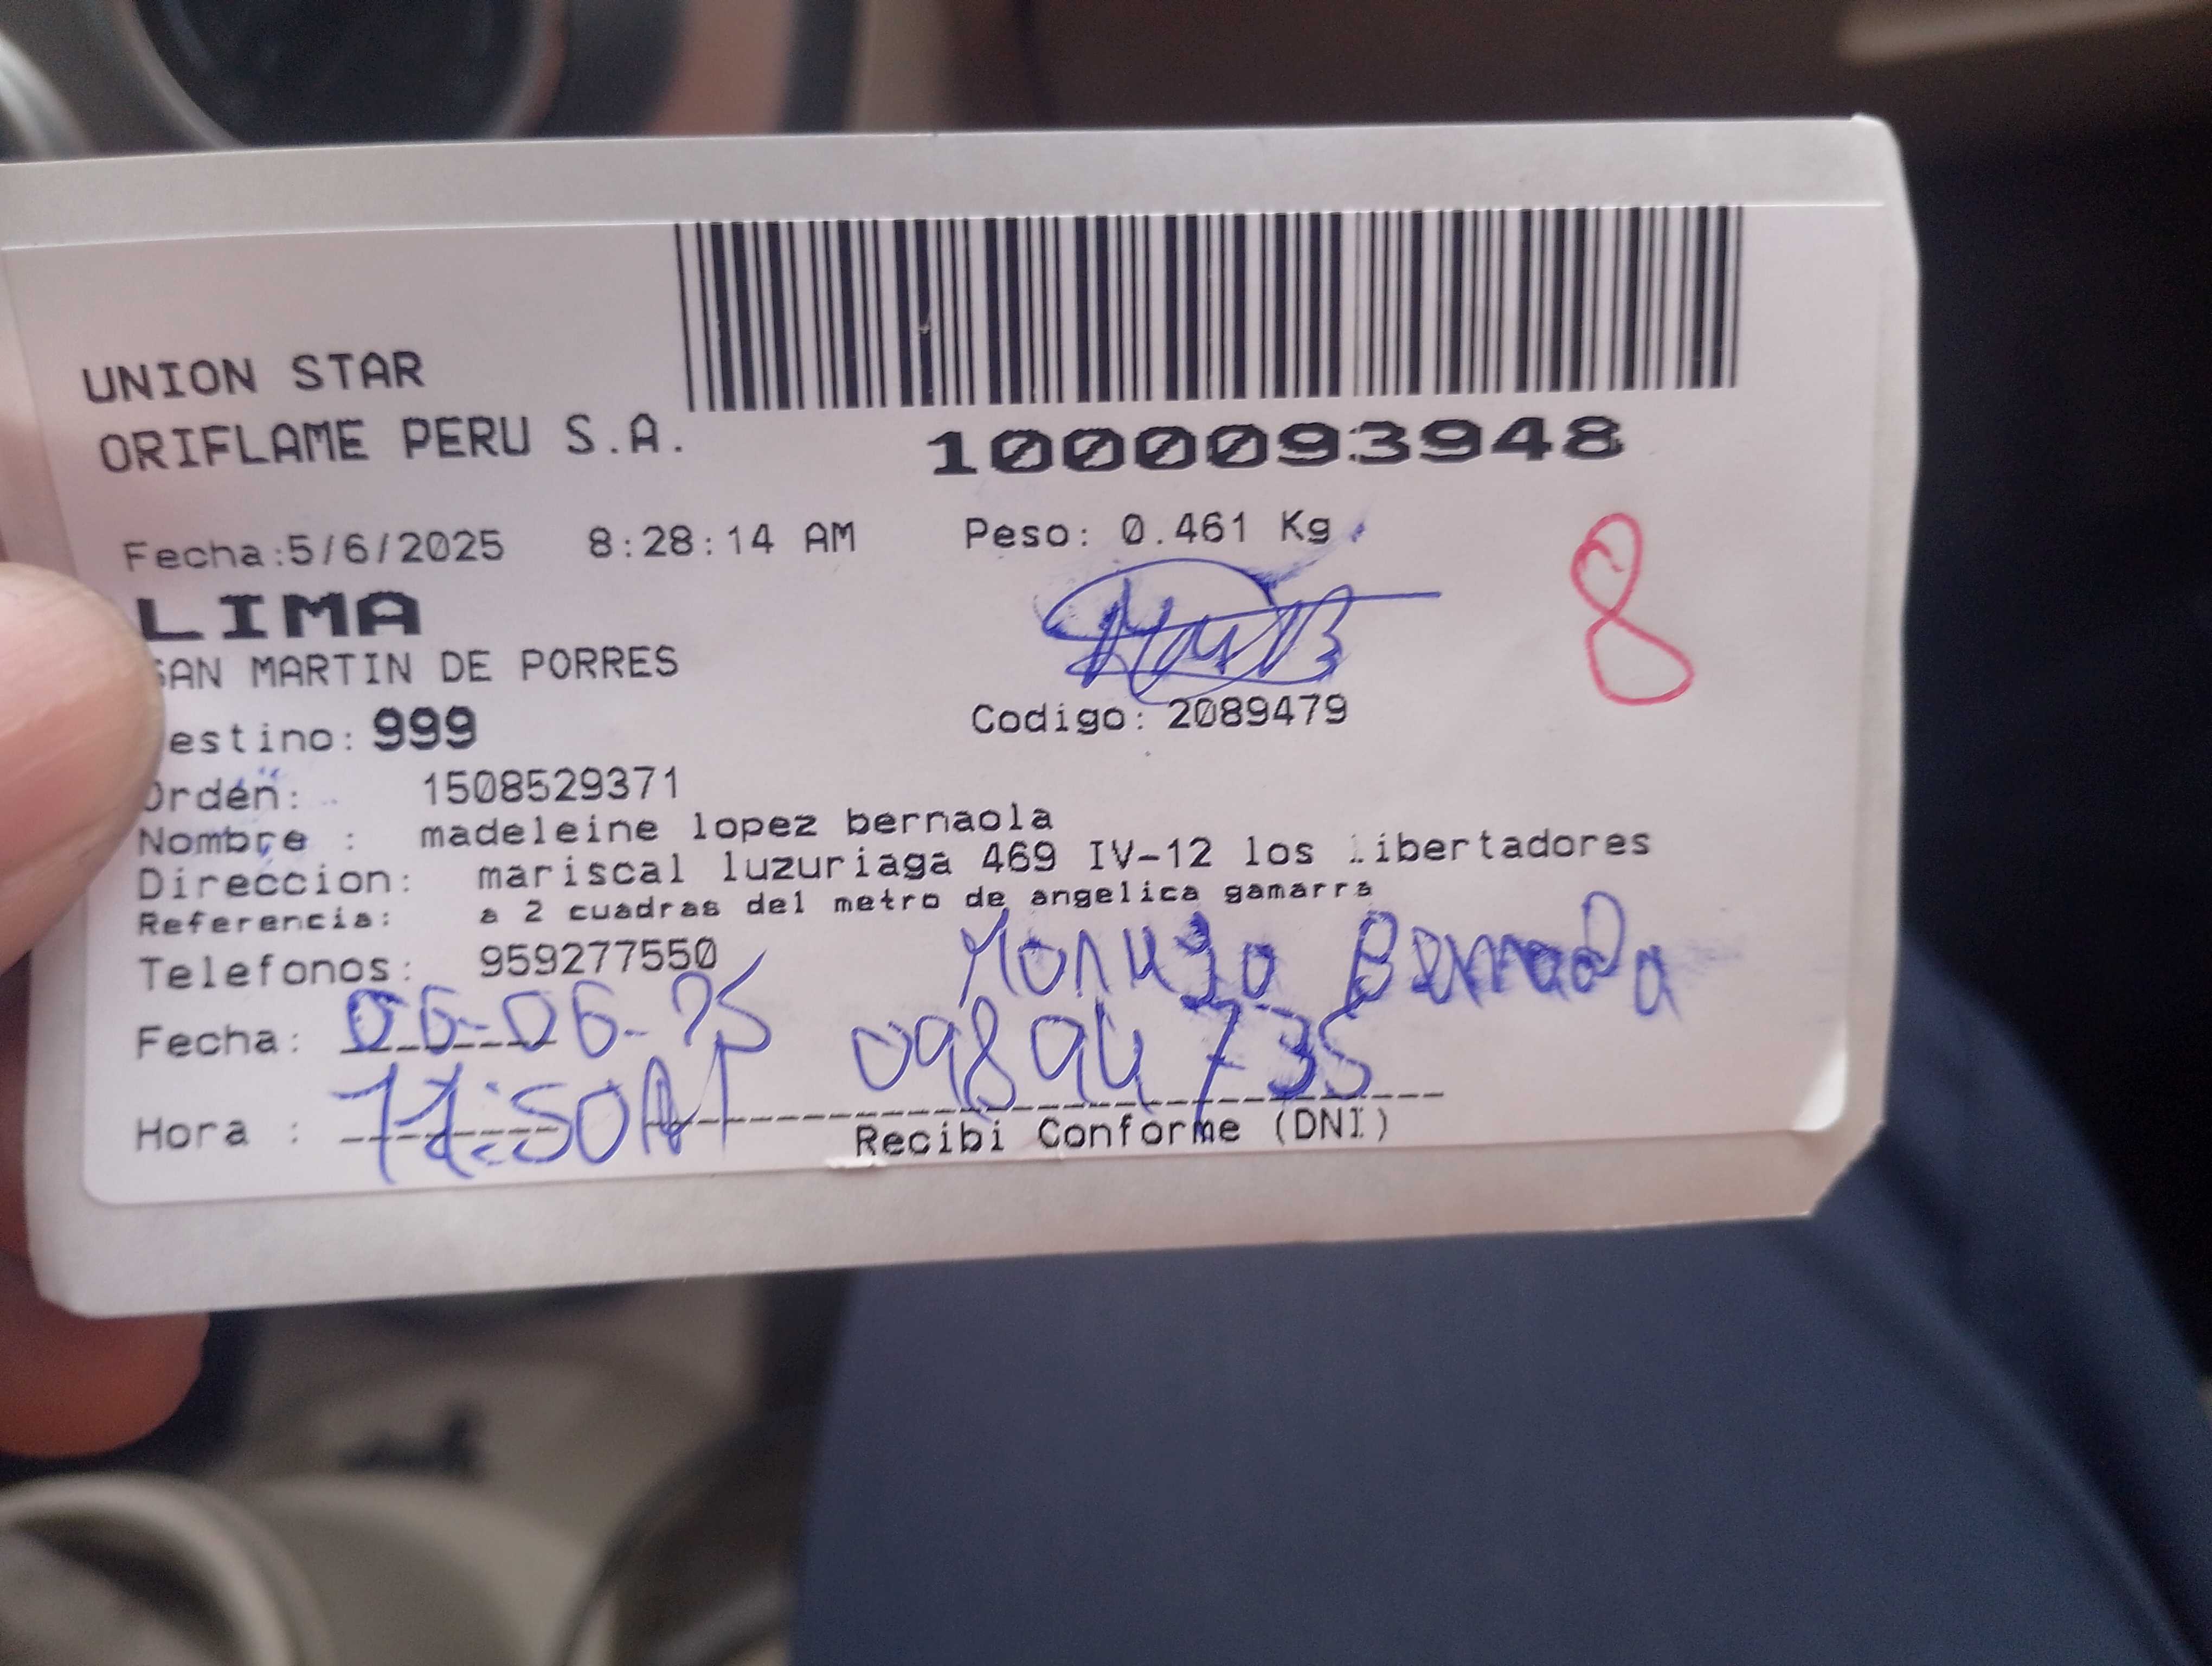 UNION STAR
ORIFLAME PERU S.A.
1000093948
Fecha:5/6/2025 8:28:14 AM Peso: 0.461 Kg
8
LIMA
SAN MARTIN DE PORRES
estino: 999 Codigo: 2089479
Orden: 1508529371
Nombre : madeleine lopez bernaola
Direccion: mariscal luzuriaga 469 IV-12 los libertadores
Referencia: a 2 cuadras del metro de angelica gamarra
Telefonos: 959277550
Bernaola
Fecha: 06-06-25 09894735
Hora : 11:50
Recibi Conforme (DNI)